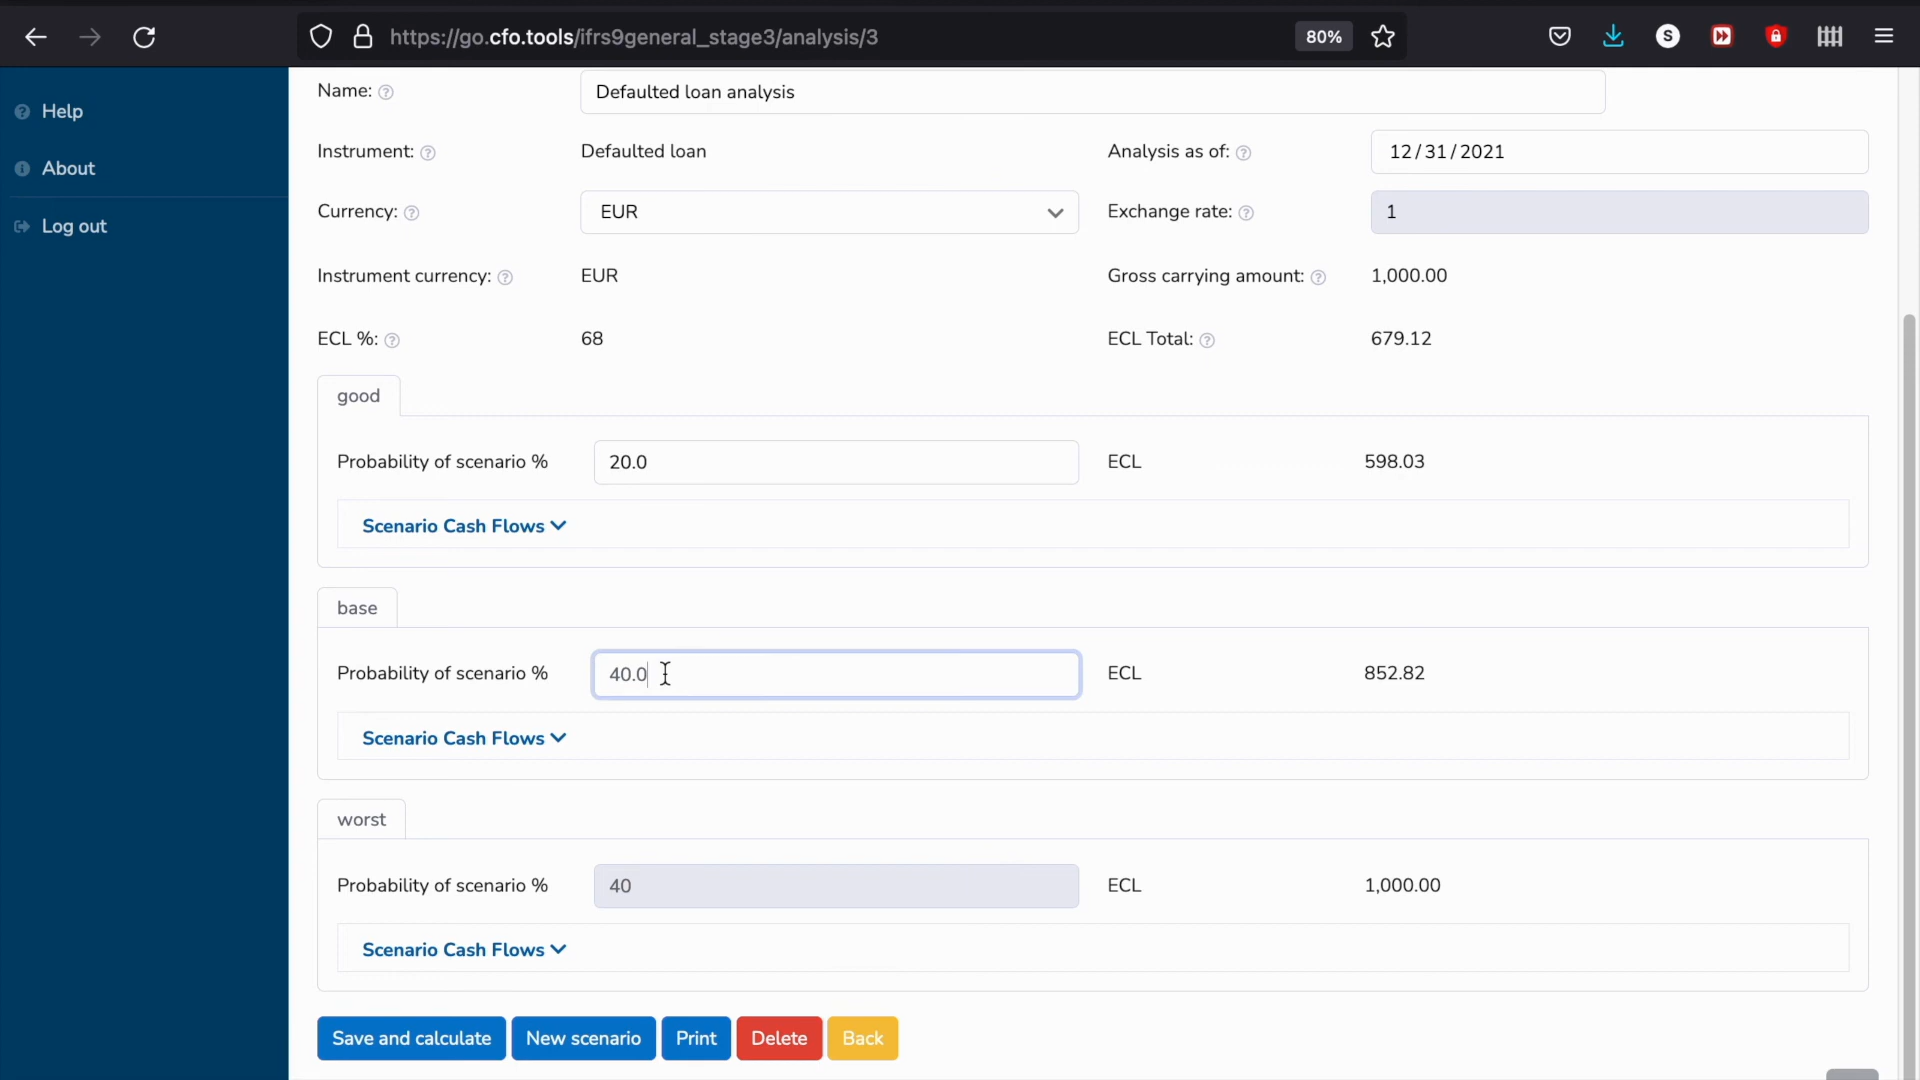 https://go.cfo.tools/ifrs9general_stage3/analysis/3 80% S
Help
About
Log out
Name: Defaulted loan analysis
Instrument: Defaulted loan Analysis as of: 12/31/2021
Currency: EUR Exchange rate: 1
Instrument currency: EUR Gross carrying amount: 1,000.00
ECL %: 68 ECL Total: 679.12
good
Probability of scenario % 20.0 ECL 598.03
Scenario Cash Flows
base
Probability of scenario % 40.0 ECL 852.82
Scenario Cash Flows
worst
Probability of scenario % 40 ECL 1,000.00
Scenario Cash Flows
Save and calculate New scenario Print Delete Back